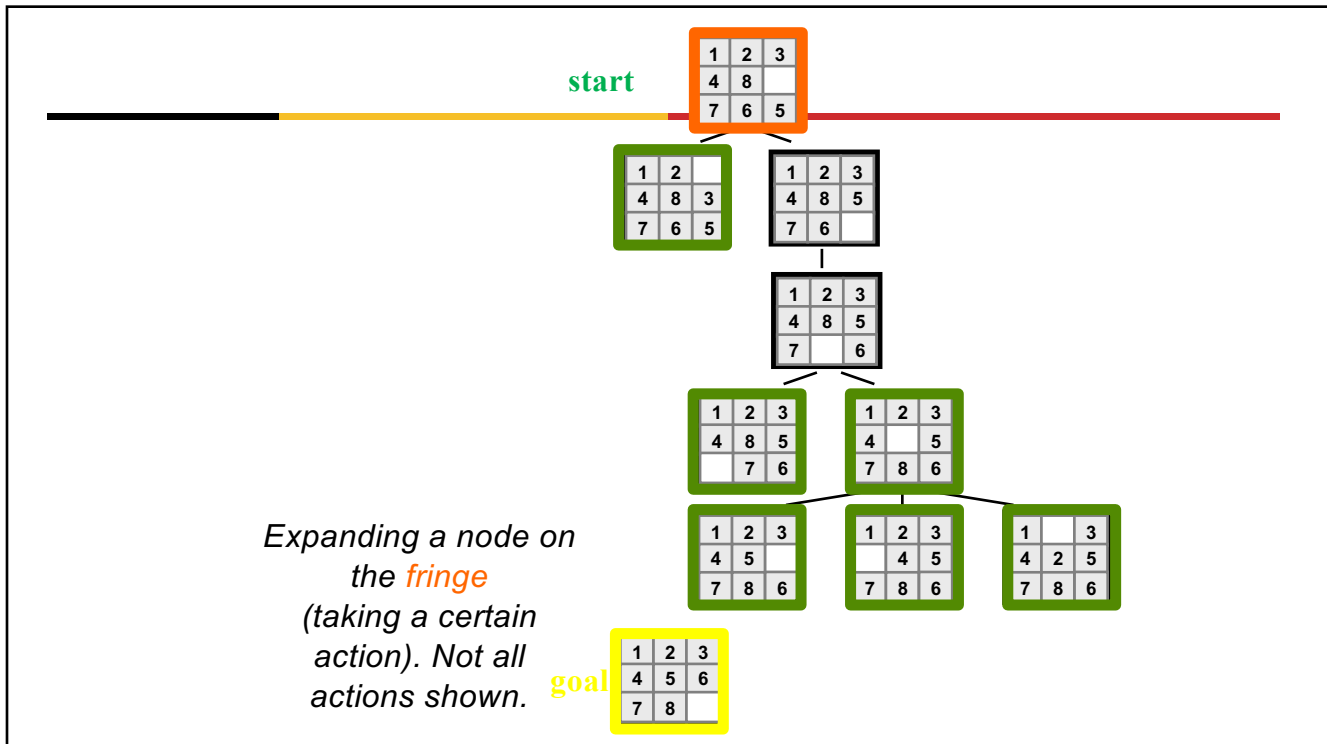 start
1 2 3
4 8
7 6 5
1 2
4 8 3
7 6 5
1 2 3
4 8 5
7 6
1 2 3
4 8 5
7 6
1 2 3
4 8 5
7 6
1 2 3
4 5
7 8 6
1 2 3
4 5
7 8 6
1 2 3
4 5
7 8 6
1 3
4 2 5
7 8 6
Expanding a node on
the fringe
(taking a certain
action). Not all
actions shown.
goal
1 2 3
4 5 6
7 8